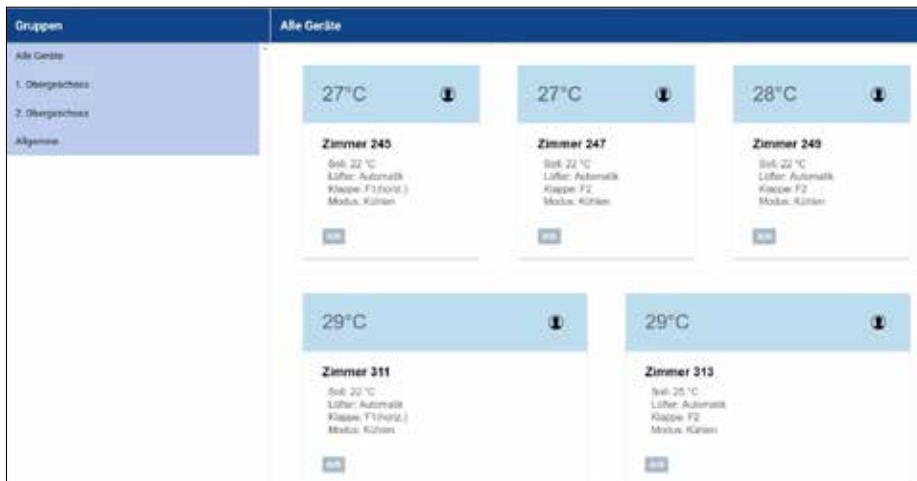 Gruppen
Alle Geräte
1. Obergeschoss
2. Obergeschoss
Allgemein
Alle Geräte
27°C
Zimmer 245
Soll: 22 °C
Lüfter: Automatik
Klappe: F1(horiz.)
Modus: Kühlen
27°C
Zimmer 247
Soll: 22 °C
Lüfter: Automatik
Klappe: F2
Modus: Kühlen
28°C
Zimmer 249
Soll: 22 °C
Lüfter: Automatik
Klappe: F2
Modus: Kühlen
29°C
Zimmer 311
Soll: 22 °C
Lüfter: Automatik
Klappe: F1(horiz.)
Modus: Kühlen
29°C
Zimmer 313
Soll: 25 °C
Lüfter: Automatik
Klappe: F2
Modus: Kühlen